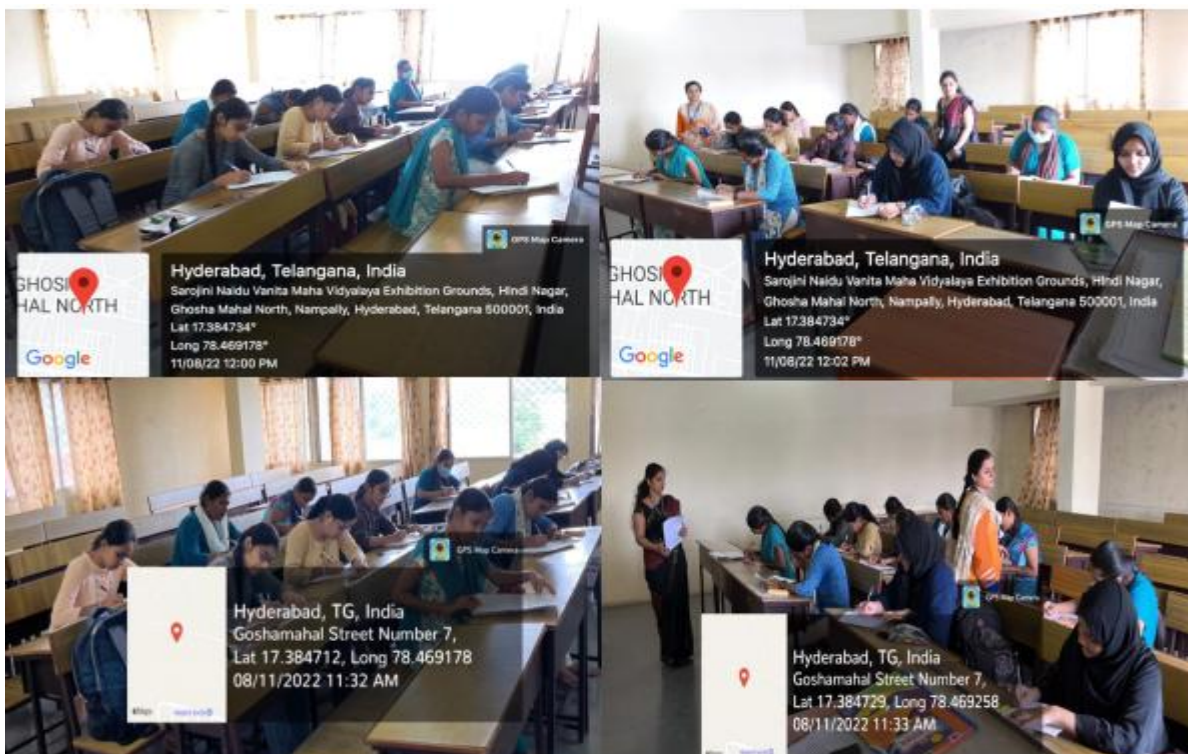 GPS Map Camera
GHOSH
HAL NORTH
Google
Hyderabad, Telangana, India
Sarojini Naidu Vanita Maha Vidyalaya Exhibition Grounds, Hindi Nagar,
Ghosha Mahal North, Nampally, Hyderabad, Telangana 500001, India
Lat 17.384734°
Long 78.469178°
11/08/22 12:00 PM
GPS Map Camera
GHOSH
HAL NORTH
Google
Hyderabad, Telangana, India
Sarojini Naidu Vanita Maha Vidyalaya Exhibition Grounds, Hindi Nagar,
Ghosha Mahal North, Nampally, Hyderabad, Telangana 500001, India
Lat 17.384734°
Long 78.469178°
11/08/22 12:02 PM
GPS Map Camera
Hyderabad, TG, India
Goshamahal Street Number 7,
Lat 17.384712, Long 78.469178
08/11/2022 11:32 AM
GPS Map Camera
Hyderabad, TG, India
Goshamahal Street Number 7,
Lat 17.384729, Long 78.469258
08/11/2022 11:33 AM